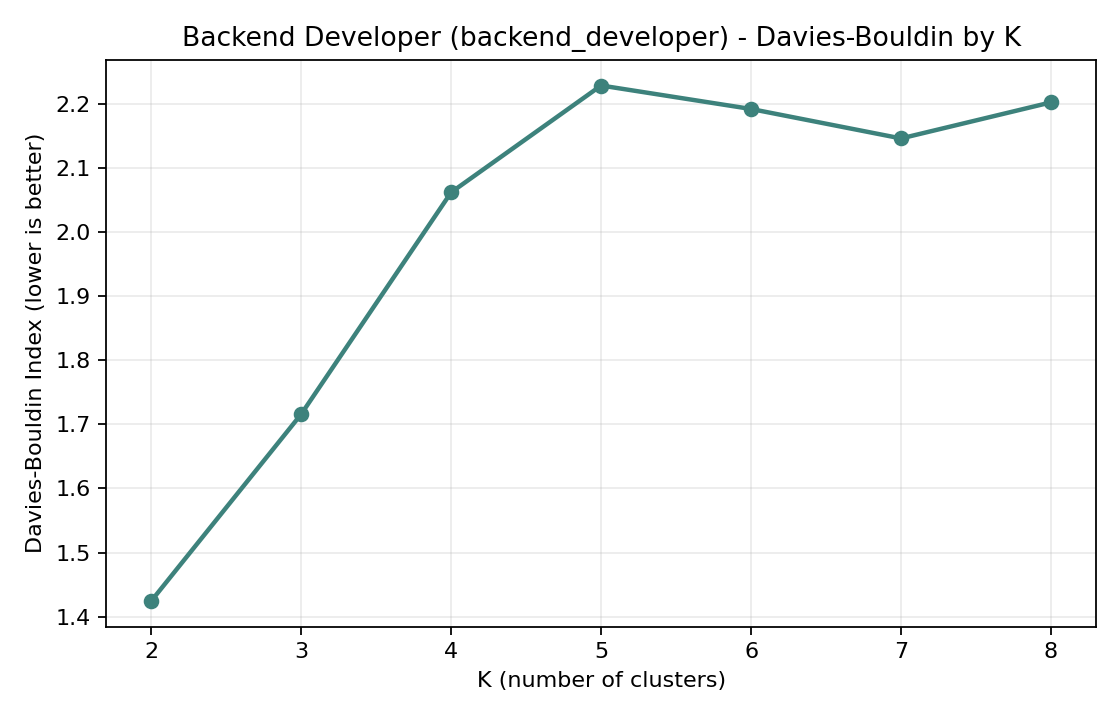 Backend Developer (backend_developer) - Davies-Bouldin by K
Davies-Bouldin Index (lower is better)
2.2
2.1
2.0
1.9
1.8
1.7
1.6
1.5
1.4
2 3 4 5 6 7 8
K (number of clusters)